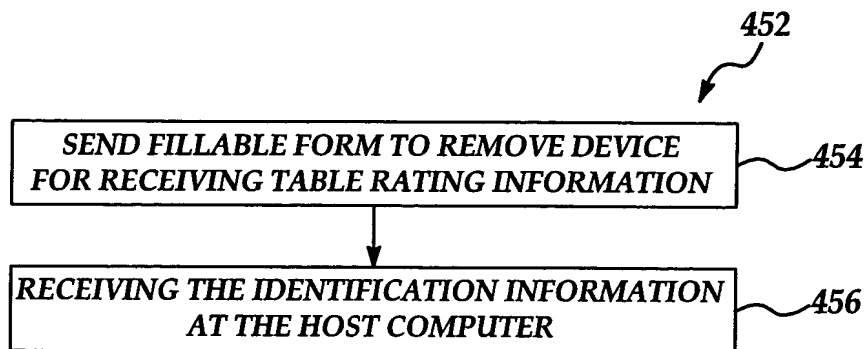 452
SEND FILLABLE FORM TO REMOVE DEVICE
FOR RECEIVING TABLE RATING INFORMATION
454
RECEIVING THE IDENTIFICATION INFORMATION
AT THE HOST COMPUTER
456